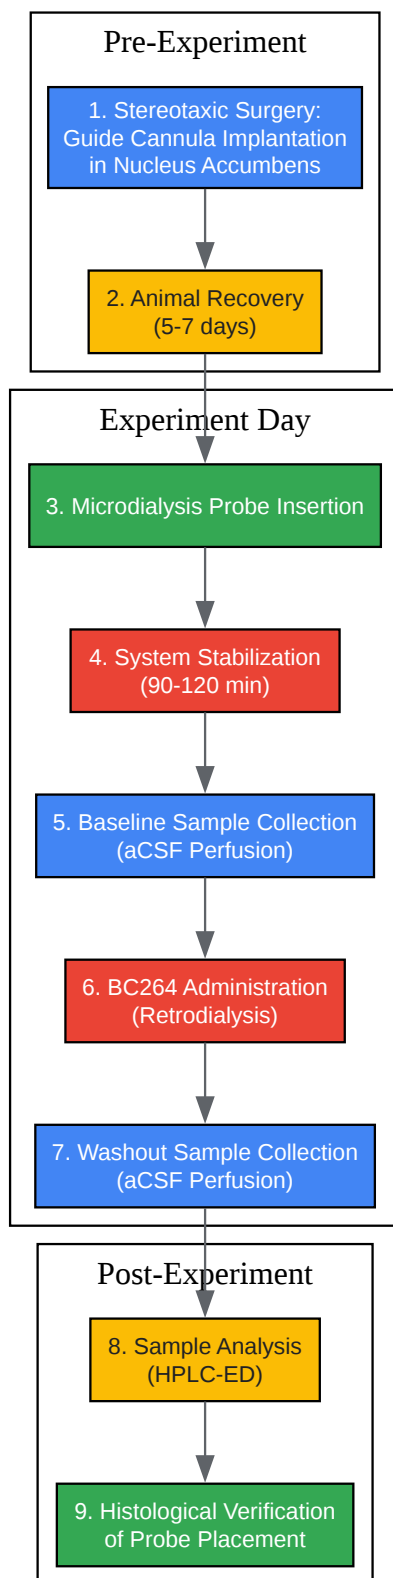 Pre-Experiment
1. Stereotaxic Surgery:
Guide Cannula Implantation
in Nucleus Accumbens
2. Animal Recovery
(5-7 days)
Experiment Day
3. Microdialysis Probe Insertion
4. System Stabilization
(90-120 min)
5. Baseline Sample Collection
(aCSF Perfusion)
6. BC264 Administration
(Retrodialysis)
7. Washout Sample Collection
(aCSF Perfusion)
Post-Experiment
8. Sample Analysis
(HPLC-ED)
9. Histological Verification
of Probe Placement